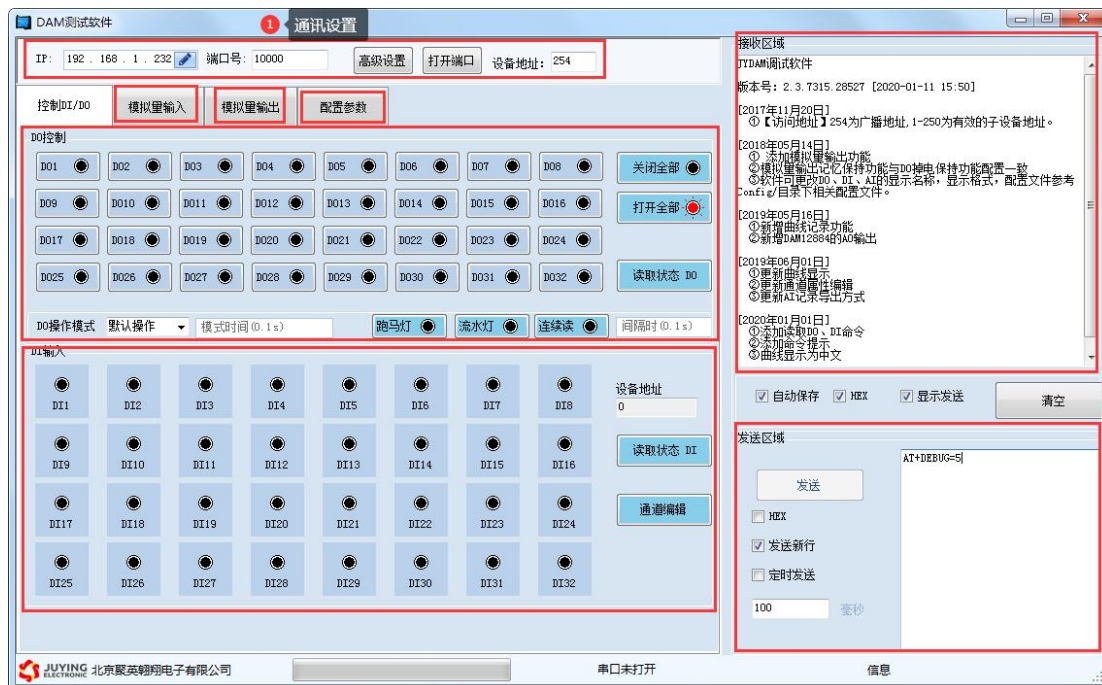 DAM测试软件
1 通讯设置
IP: 192 . 168 . 1 . 232 端口号: 10000 高级设置 打开端口 设备地址: 254
控制DI/DO 模拟量输入 模拟量输出 配置参数
DO控制
DO1 DO2 DO3 DO4 DO5 DO6 DO7 DO8 关闭全部
DO9 DO10 DO11 DO12 DO13 DO14 DO15 DO16 打开全部
DO17 DO18 DO19 DO20 DO21 DO22 DO23 DO24
DO25 DO26 DO27 DO28 DO29 DO30 DO31 DO32 读取状态 DO
DO操作模式 默认操作 模式时间(0.1s) 跑马灯 流水灯 连续读 间隔时(0.1s)
DI输入
DI1 DI2 DI3 DI4 DI5 DI6 DI7 DI8
设备地址
0
DI9 DI10 DI11 DI12 DI13 DI14 DI15 DI16 读取状态 DI
DI17 DI18 DI19 DI20 DI21 DI22 DI23 DI24 通道编辑
DI25 DI26 DI27 DI28 DI29 DI30 DI31 DI32
接收区域
JYDAM调试软件
版本号: 2.3.7315.28527 [2020-01-11 15:50]
[2017年11月20日]
①【访问地址】254为广播地址,1-250为有效的子设备地址。
[2018年05月14日]
① 添加模拟量输出功能
②模拟量输出记忆保持功能与DO掉电保持功能配置一致
③软件可更改DO、DI、AI的显示名称，显示格式，配置文件参考
Config/目录下相关配置文件。
[2019年05月16日]
①新增曲线记录功能
②新增DAM12884的AO输出
[2019年06月01日]
①更新曲线显示
②更新通道属性编辑
③更新AI记录导出方式
[2020年01月01日]
①添加读取DO、DI命令
②添加命令提示
③曲线显示为中文
自动保存 HEX 显示发送 清空
发送区域
AT+DEBUG=5
发送
HEX
发送新行
定时发送
100 毫秒
JUYING ELECTRONIC 北京聚英翱翔电子有限公司 串口未打开 信息